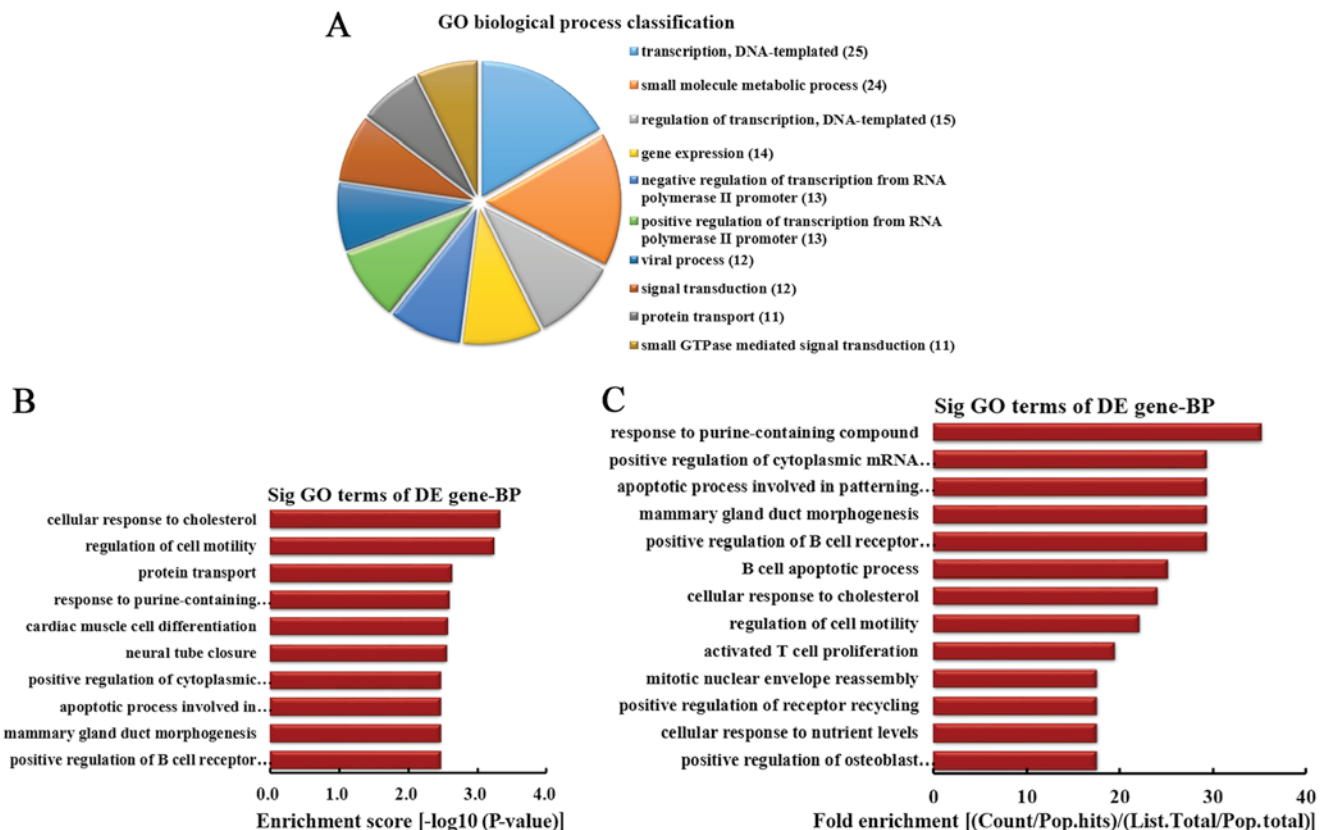 A
GO biological process classification
transcription, DNA-templated (25)
small molecule metabolic process (24)
regulation of transcription, DNA-templated (15)
gene expression (14)
negative regulation of transcription from RNA
polymerase II promoter (13)
positive regulation of transcription from RNA
polymerase II promoter (13)
viral process (12)
signal transduction (12)
protein transport (11)
small GTPase mediated signal transduction (11)
B
Sig GO terms of DE gene-BP
cellular response to cholesterol
regulation of cell motility
protein transport
response to purine-containing...
cardiac muscle cell differentiation
neural tube closure
positive regulation of cytoplasmic...
apoptotic process involved in...
mammary gland duct morphogenesis
positive regulation of B cell receptor...
0.0 1.0 2.0 3.0 4.0
Enrichment score [-log10 (P-value)]
C
Sig GO terms of DE gene-BP
response to purine-containing compound
positive regulation of cytoplasmic mRNA...
apoptotic process involved in patterning...
mammary gland duct morphogenesis
positive regulation of B cell receptor...
B cell apoptotic process
cellular response to cholesterol
regulation of cell motility
activated T cell proliferation
mitotic nuclear envelope reassembly
positive regulation of receptor recycling
cellular response to nutrient levels
positive regulation of osteoblast...
0 10 20 30 40
Fold enrichment [(Count/Pop.hits)/(List.Total/Pop.total)]